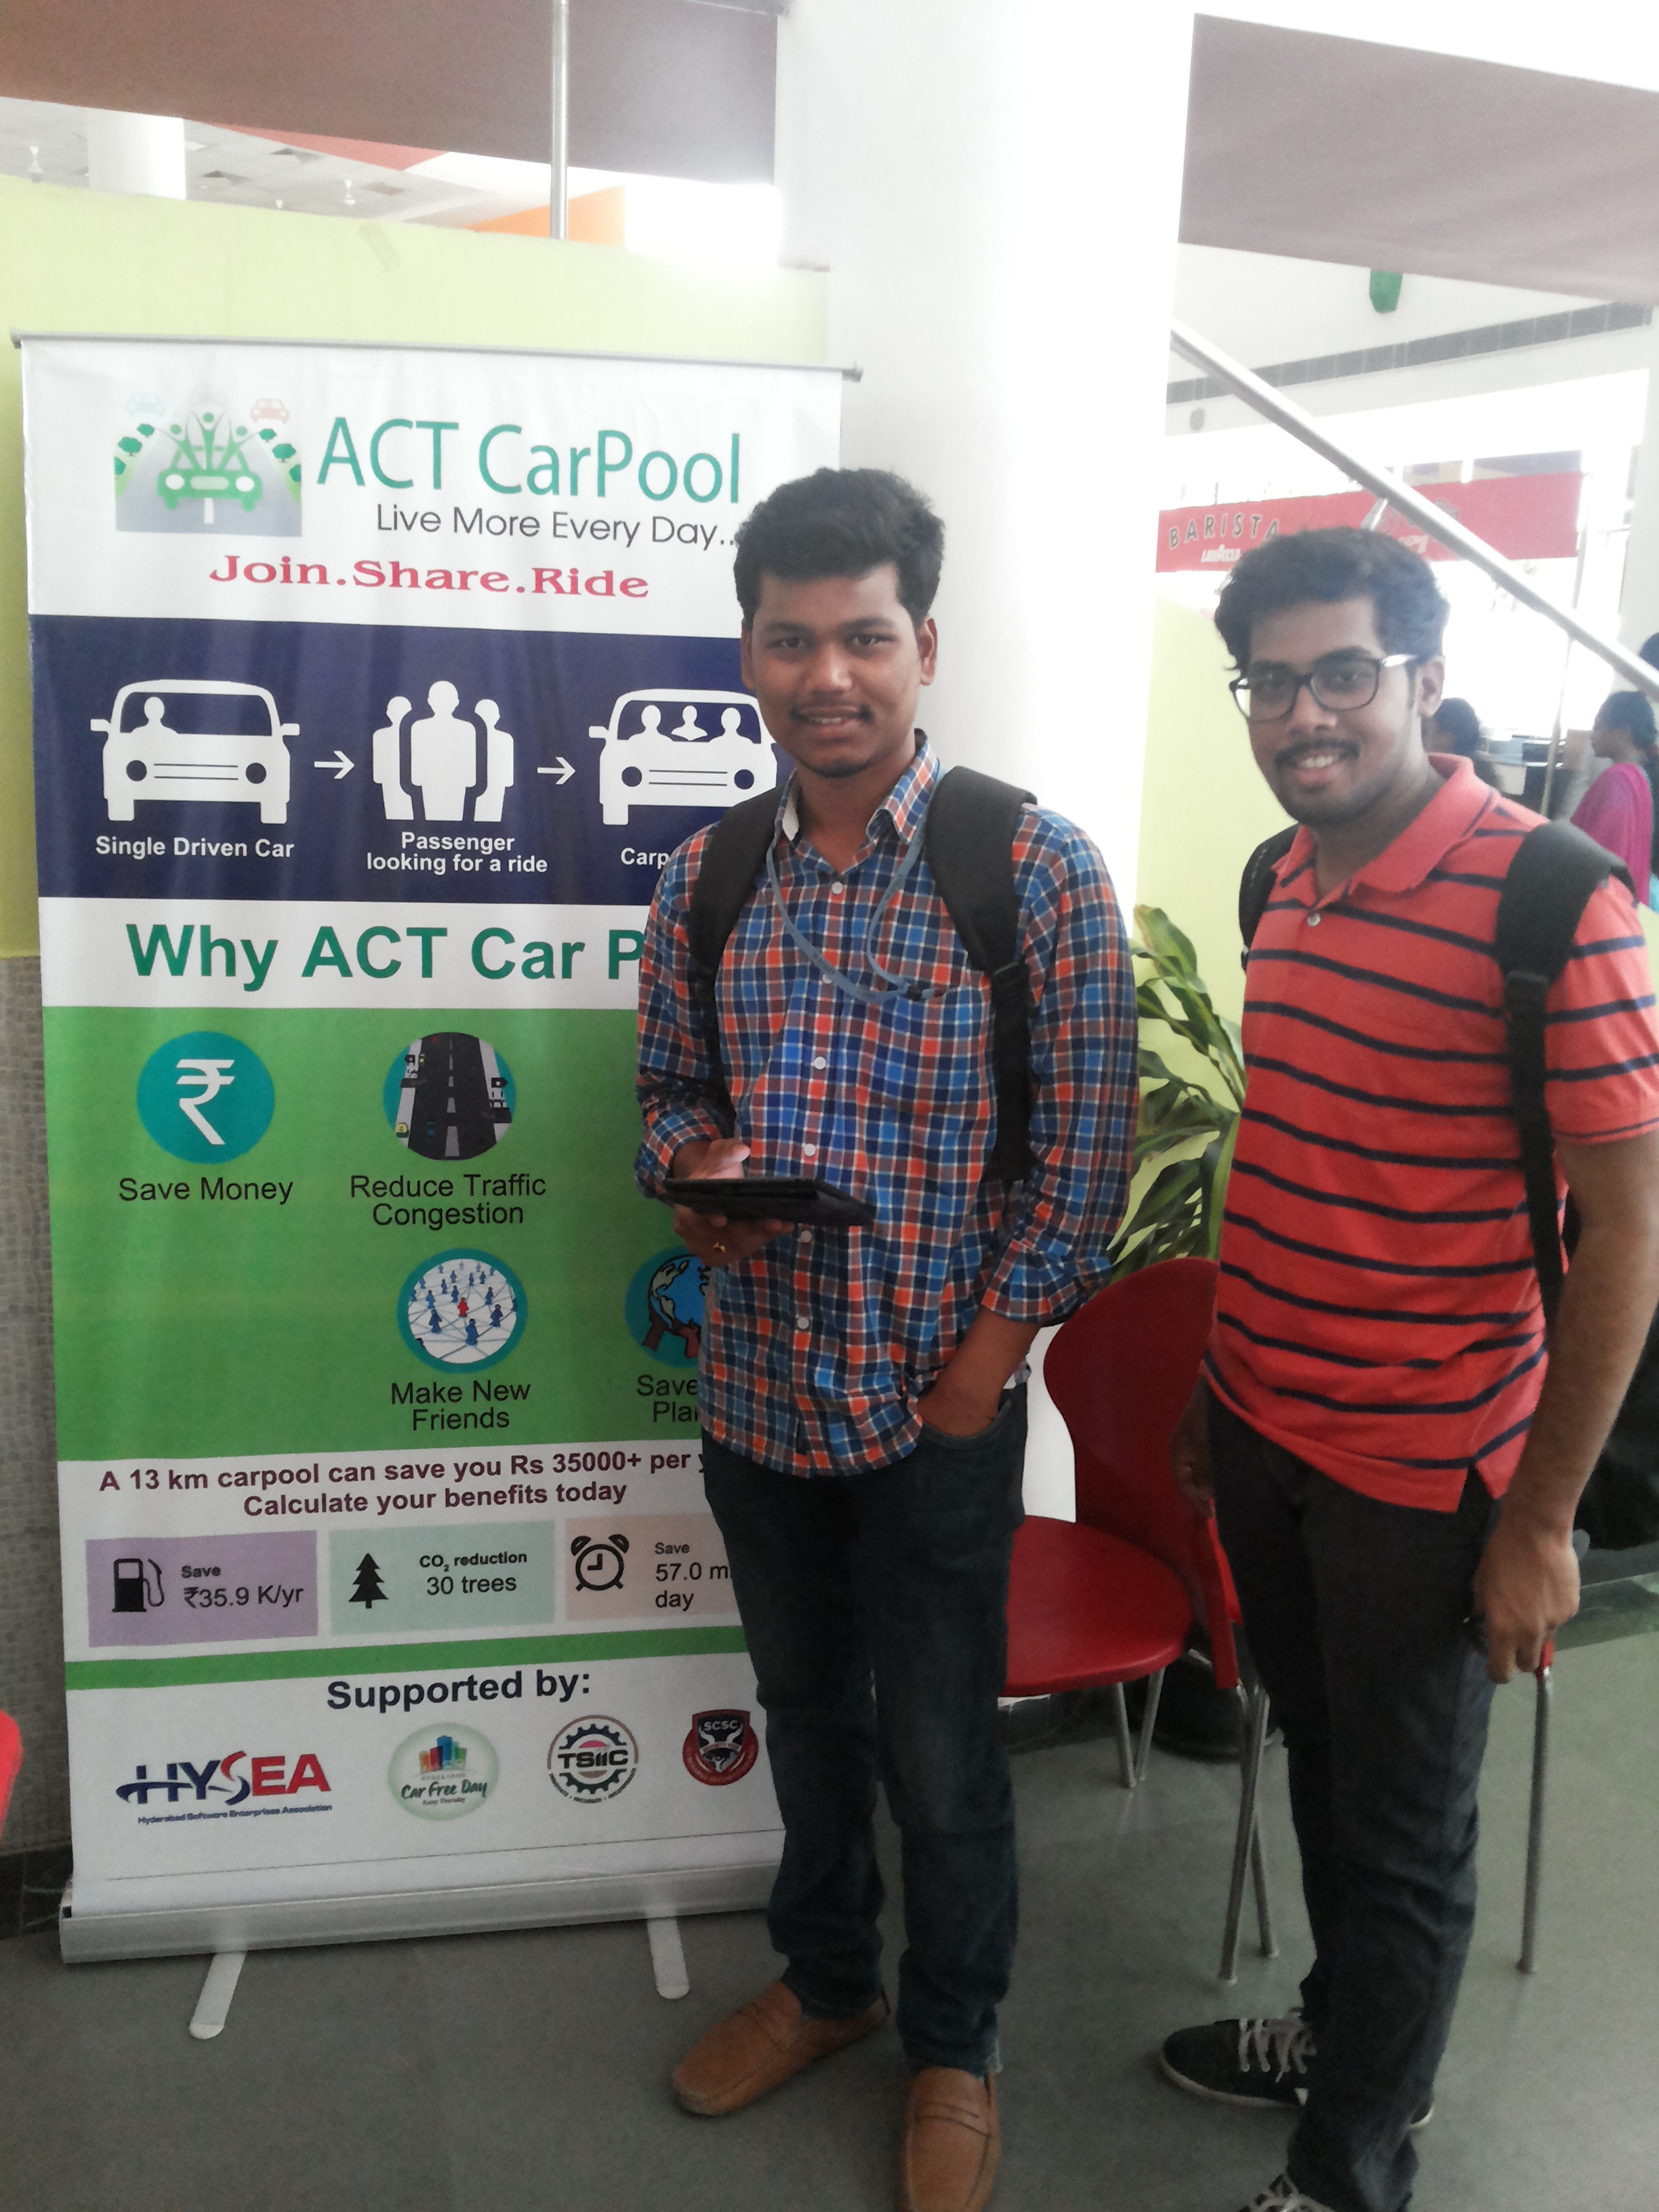 ACT CarPool
Live More Every Day..
Join.Share.Ride
Single Driven Car
Passenger
looking for a ride
Why ACT Car
₹
Save Money
Reduce Traffic
Congestion
Make New
Friends
Save
A 13 km carpool can save you Rs 35000+ per
Calculate your benefits today
Save
₹35.9 K/yr
CO2 reduction
30 trees
Save
57.0
day
Supported by:
HYSEA
Hyderabad Software Enterprises Association
Car Free Day
Every Thursday
TSIIC
SCSC
BARISTA
LAVAZZA